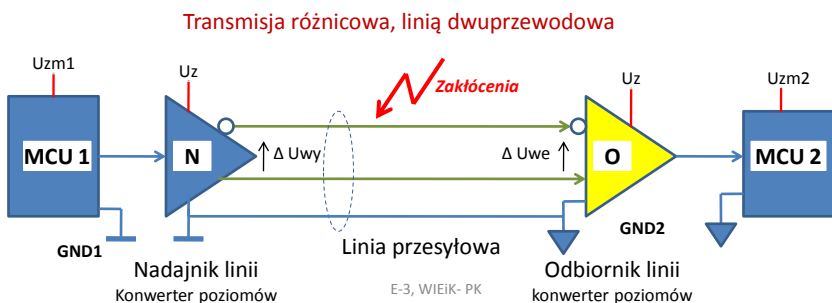 Transmisja różnicowa, linią dwuprzewodowa
Uzm1
Uz
Zakłócenia
Uz
Uzm2
MCU 1
N
Δ Uwy
Δ Uwe
O
MCU 2
GND1
GND2
Linia przesyłowa
Nadajnik linii
Konwerter poziomów
E-3, WIEiK- PK
Odbiornik linii
konwerter poziomów